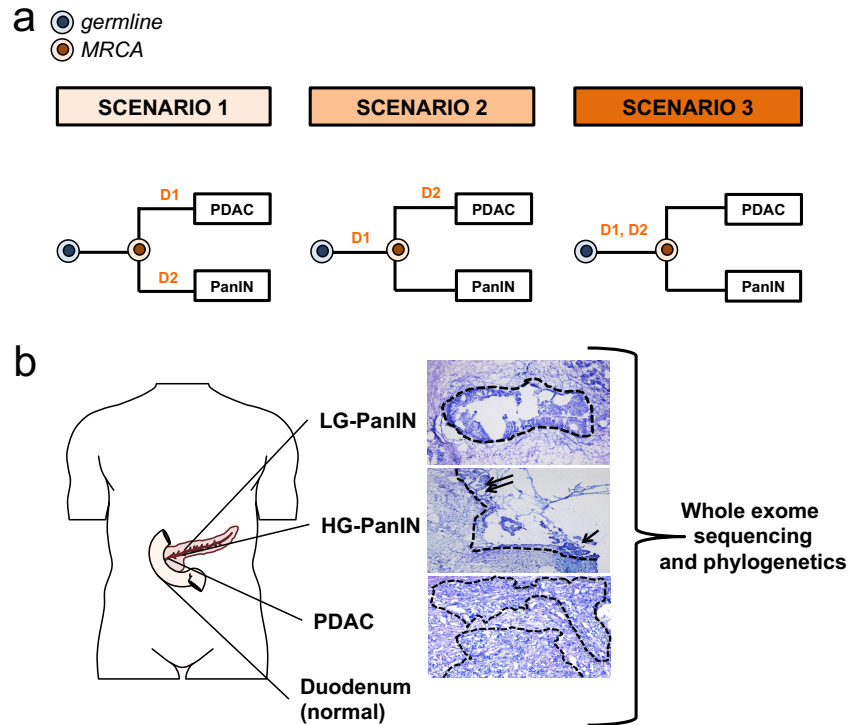 a
germline
MRCA
SCENARIO 1
SCENARIO 2
SCENARIO 3
D1
PDAC
D2
PanIN
D2
PDAC
D1
PanIN
D1, D2
PDAC
PanIN
b
LG-PanIN
HG-PanIN
PDAC
Duodenum
(normal)
Whole exome
sequencing
and phylogenetics